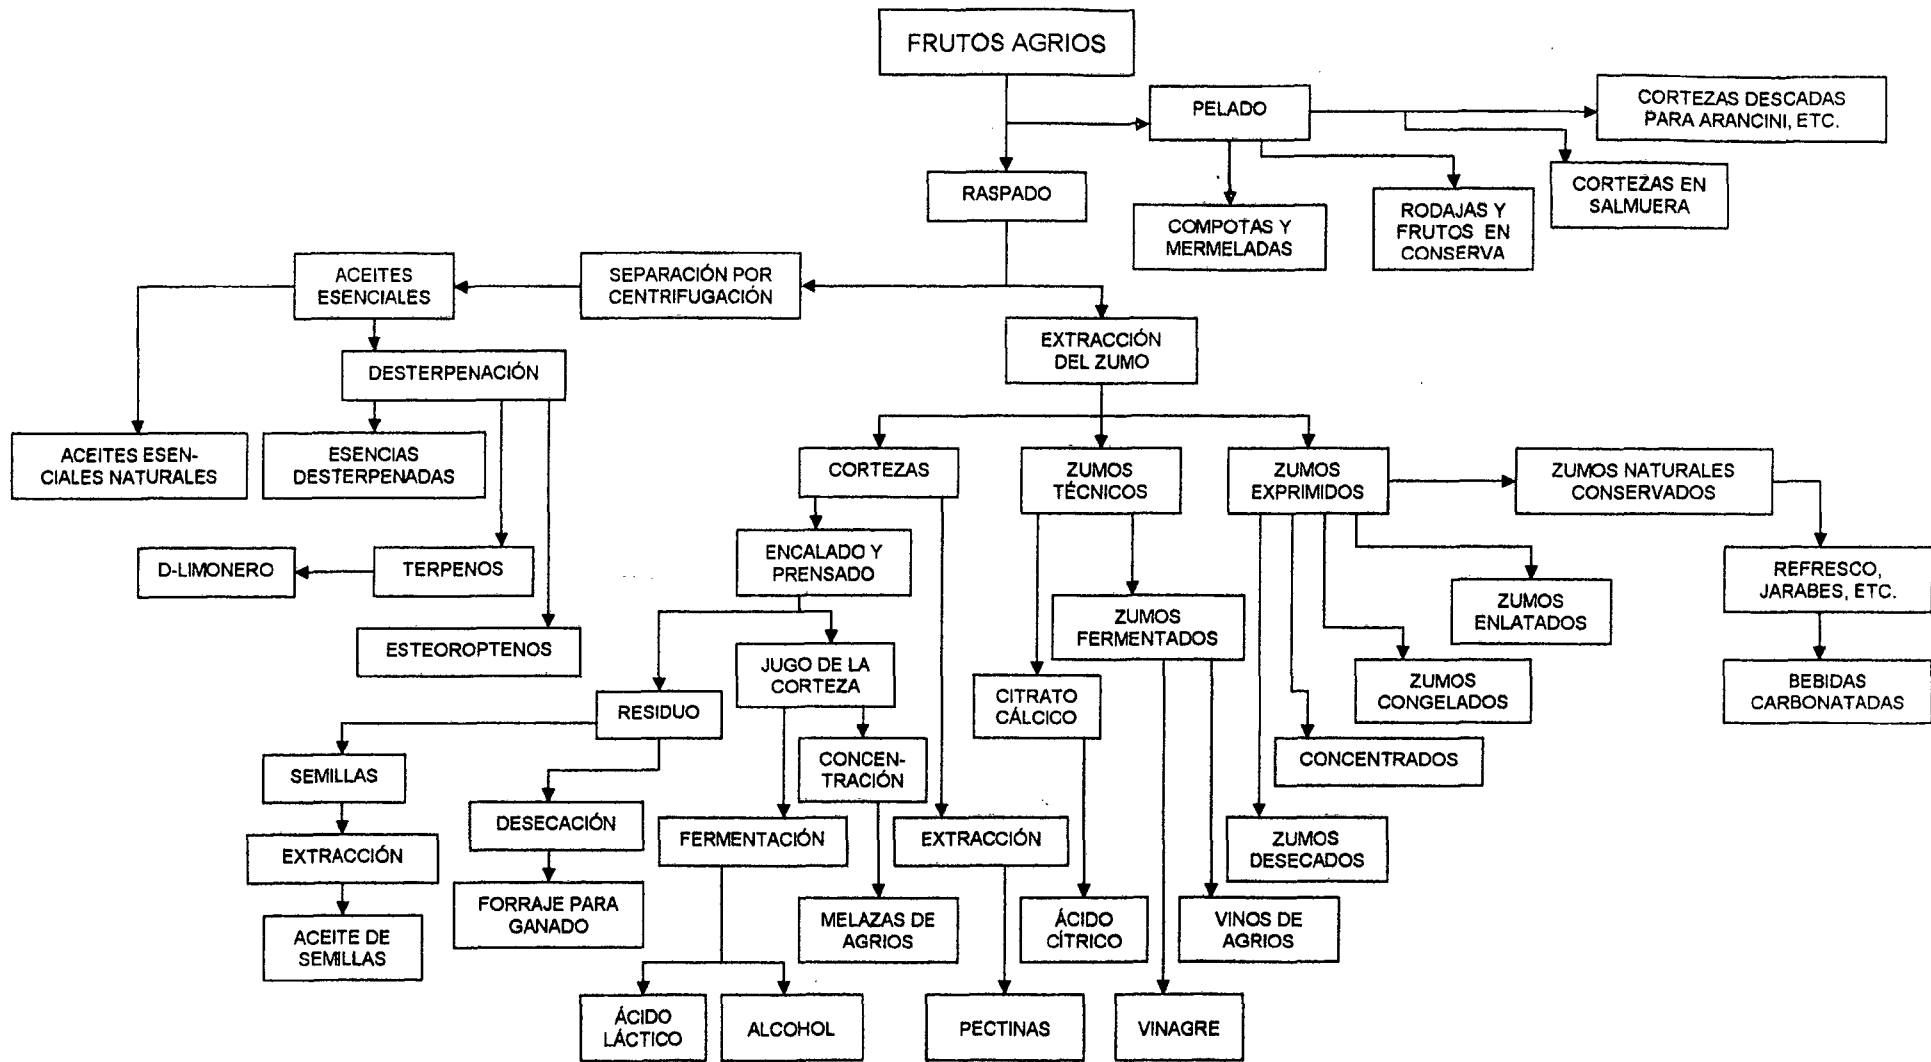 FRUTOS AGRIOS
PELADO
CORTEZAS DESCADAS
PARA ARANCINI, ETC.
RASPADO
COMPOTAS Y
MERMELADAS
RODAJAS Y
FRUTOS EN
CONSERVA
CORTEZAS EN
SALMUERA
ACEITES
ESENCIALES
SEPARACIÓN POR
CENTRIFUGACIÓN
EXTRACCIÓN
DEL ZUMO
DESTERPENACIÓN
ACEITES ESEN-
CIALES NATURALES
ESENCIAS
DESTERPENADAS
CORTEZAS
ZUMOS
TÉCNICOS
ZUMOS
EXPRIMIDOS
ZUMOS NATURALES
CONSERVADOS
D-LIMONERO
TERPENOS
ENCALADO Y
PRENSADO
ZUMOS
FERMENTADOS
ZUMOS
ENLATADOS
REFRESCO,
JARABES, ETC.
ESTEOROPTENOS
JUGO DE LA
CORTEZA
CITRATO
CÁLCICO
ZUMOS
CONGELADOS
BEBIDAS
CARBONATADAS
RESIDUO
SEMILLAS
CONCEN-
TRACIÓN
CONCENTRADOS
DESECACIÓN
FERMENTACIÓN
EXTRACCIÓN
ZUMOS
DESECADOS
EXTRACCIÓN
FORRAJE PARA
GANADO
MELAZAS DE
AGRIOS
ÁCIDO
CÍTRICO
VINOS DE
AGRIOS
ACEITE DE
SEMILLAS
ÁCIDO
LÁCTICO
ALCOHOL
PECTINAS
VINAGRE